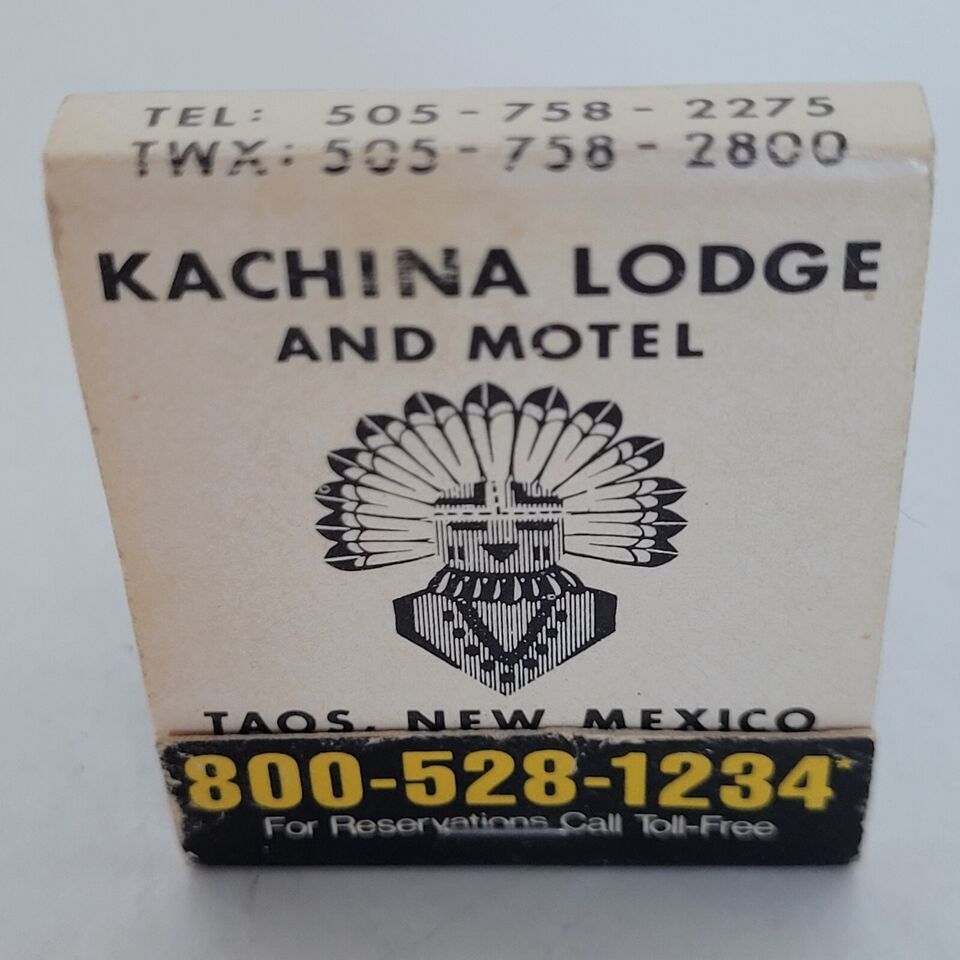 TEL: 505-758-2275
TWX: 505-758-2800
KACHINA LODGE
AND MOTEL
TAOS, NEW MEXICO
800-528-1234*
For Reservations Call Toll-Free